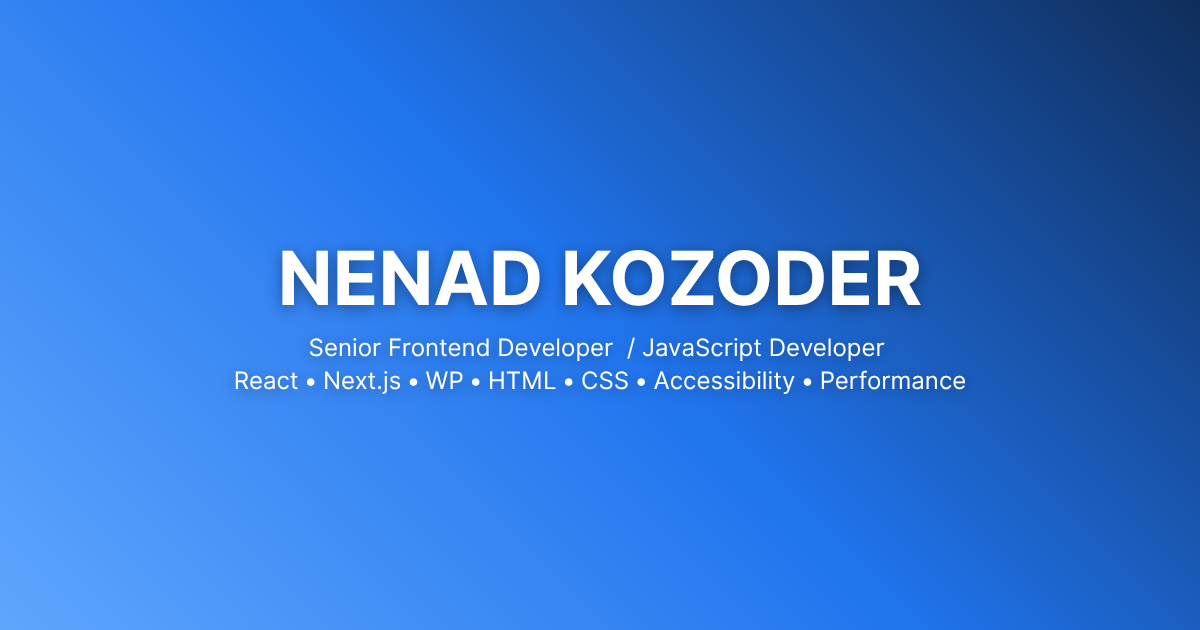 NENAD KOZODER
Senior Frontend Developer / JavaScript Developer
React • Next.js • WP • HTML • CSS • Accessibility • Performance